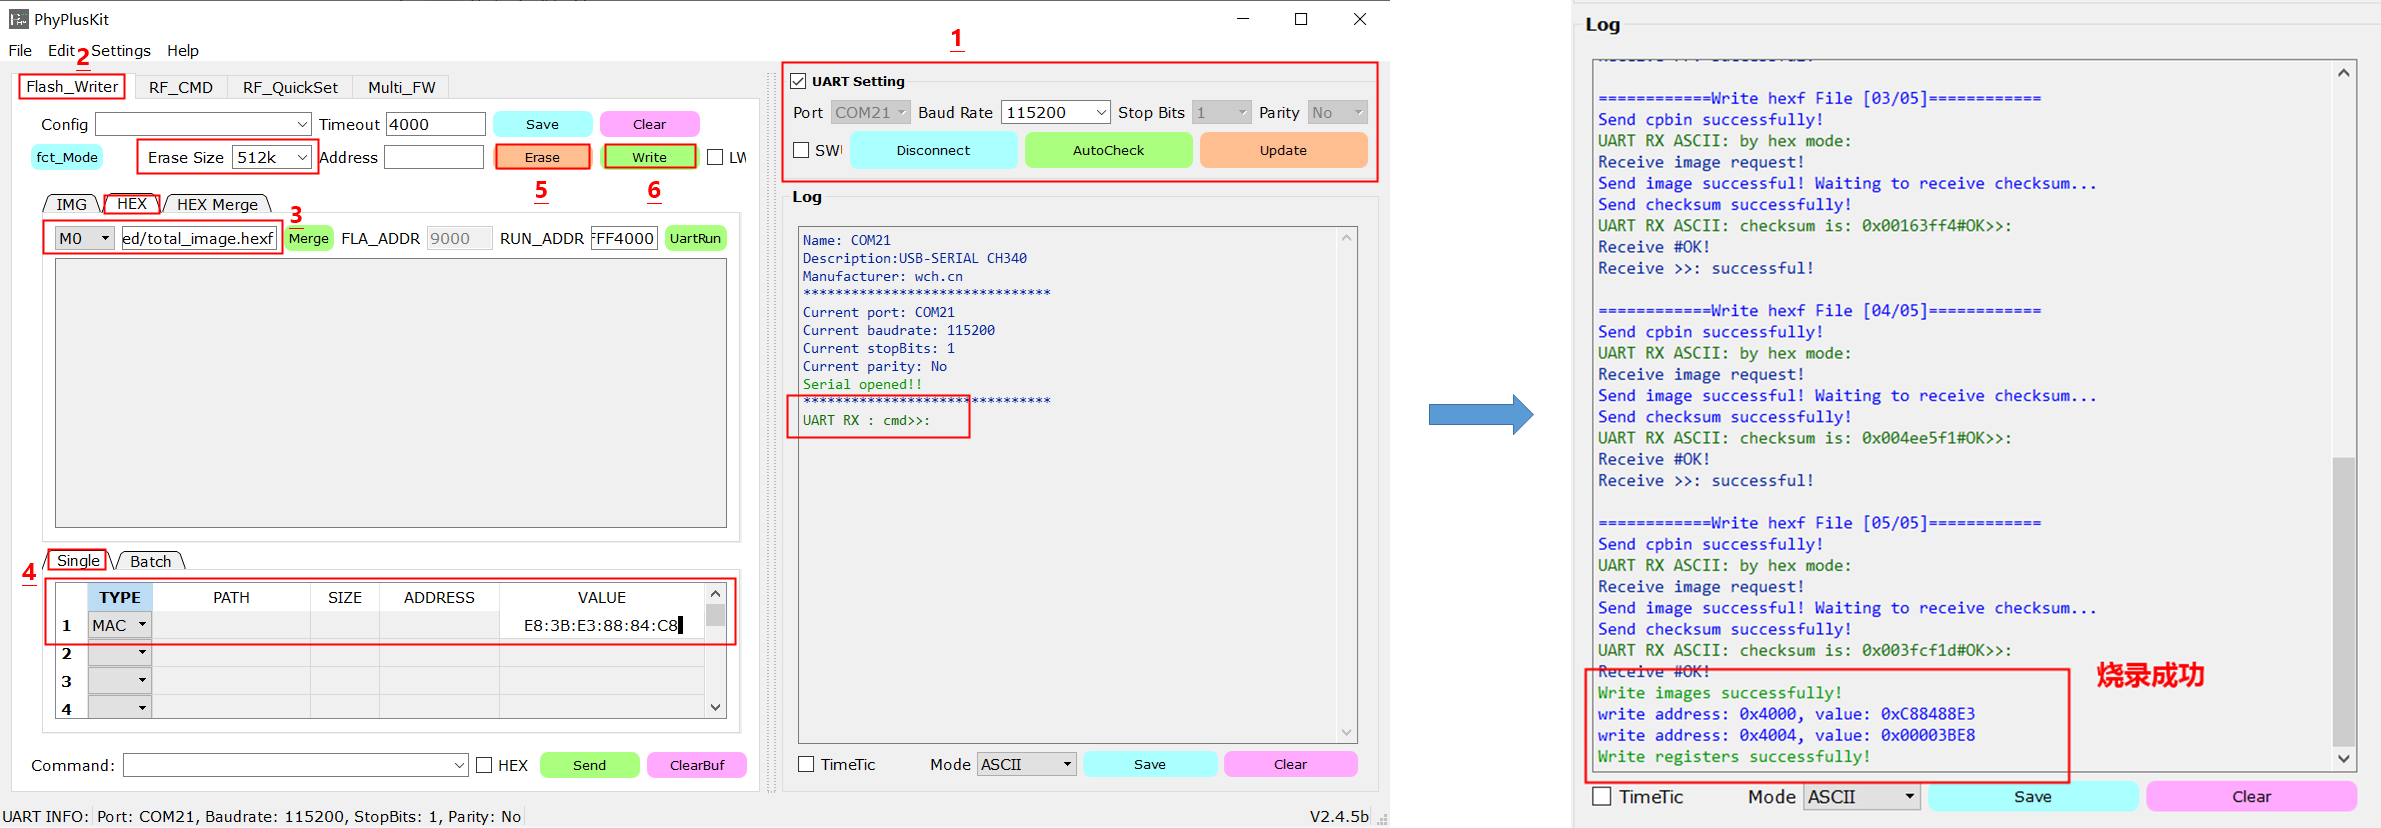 PhyPlusKit
File Edit Settings Help
1
2
Flash_Writer RF_CMD RF_QuickSet Multi_FW
Config Timeout 4000 Save Clear
fct_Mode Erase Size 512k Address Erase Write LW
5 6
IMG HEX HEX Merge
3
M0 ed/total_image.hexf Merge FLA_ADDR 9000 RUN_ADDR FFF4000 UartRun
Single Batch
4
TYPE PATH SIZE ADDRESS VALUE
1 MAC E8:3B:E3:88:84:C8
2
3
4
Command: HEX Send ClearBuf
UART INFO: Port: COM21, Baudrate: 115200, StopBits: 1, Parity: No
V2.4.5b
UART Setting
Port COM21 Baud Rate 115200 Stop Bits 1 Parity No
SWU Disconnect AutoCheck Update
Log
Name: COM21
Description:USB-SERIAL CH340
Manufacturer: wch.cn
*******************************
Current port: COM21
Current baudrate: 115200
Current stopBits: 1
Current parity: No
Serial opened!!
*******************************
UART RX : cmd>>:
TimeTic Mode ASCII Save Clear
Log
============Write hexf File [03/05]============
Send cpbin successfully!
UART RX ASCII: by hex mode:
Receive image request!
Send image successful! Waiting to receive checksum...
Send checksum successfully!
UART RX ASCII: checksum is: 0x00163ff4#OK>>:
Receive #OK!
Receive >>: successful!
============Write hexf File [04/05]============
Send cpbin successfully!
UART RX ASCII: by hex mode:
Receive image request!
Send image successful! Waiting to receive checksum...
Send checksum successfully!
UART RX ASCII: checksum is: 0x004ee5f1#OK>>:
Receive #OK!
Receive >>: successful!
============Write hexf File [05/05]============
Send cpbin successfully!
UART RX ASCII: by hex mode:
Receive image request!
Send image successful! Waiting to receive checksum...
Send checksum successfully!
UART RX ASCII: checksum is: 0x003fcf1d#OK>>:
Receive #OK!
Write images successfully!
write address: 0x4000, value: 0xC88488E3
write address: 0x4004, value: 0x00003BE8
Write registers successfully!
烧录成功
TimeTic Mode ASCII Save Clear